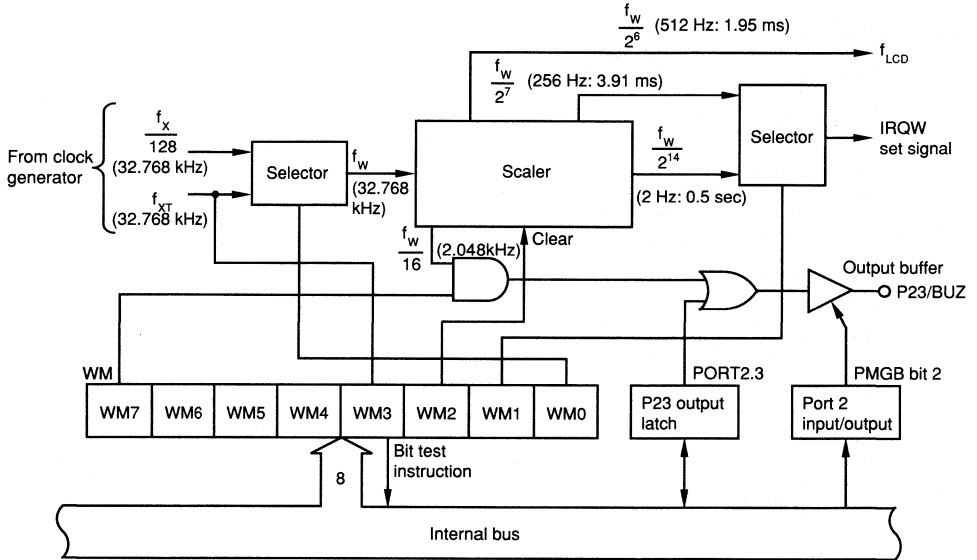 f_W
2^6 (512 Hz: 1.95 ms)
f_LCD
f_W
2^7 (256 Hz: 3.91 ms)
From clock
generator
f_X
128
(32.768 kHz)
f_XT
(32.768 kHz)
Selector
f_W
(32.768
kHz)
Scaler
f_W
2^14
(2 Hz: 0.5 sec)
Selector
IRQW
set signal
f_W
16
(2.048kHz)
Clear
Output buffer
P23/BUZ
WM
WM7 WM6 WM5 WM4 WM3 WM2 WM1 WM0
PORT2.3
P23 output
latch
PMGB bit 2
Port 2
input/output
8
Bit test
instruction
Internal bus